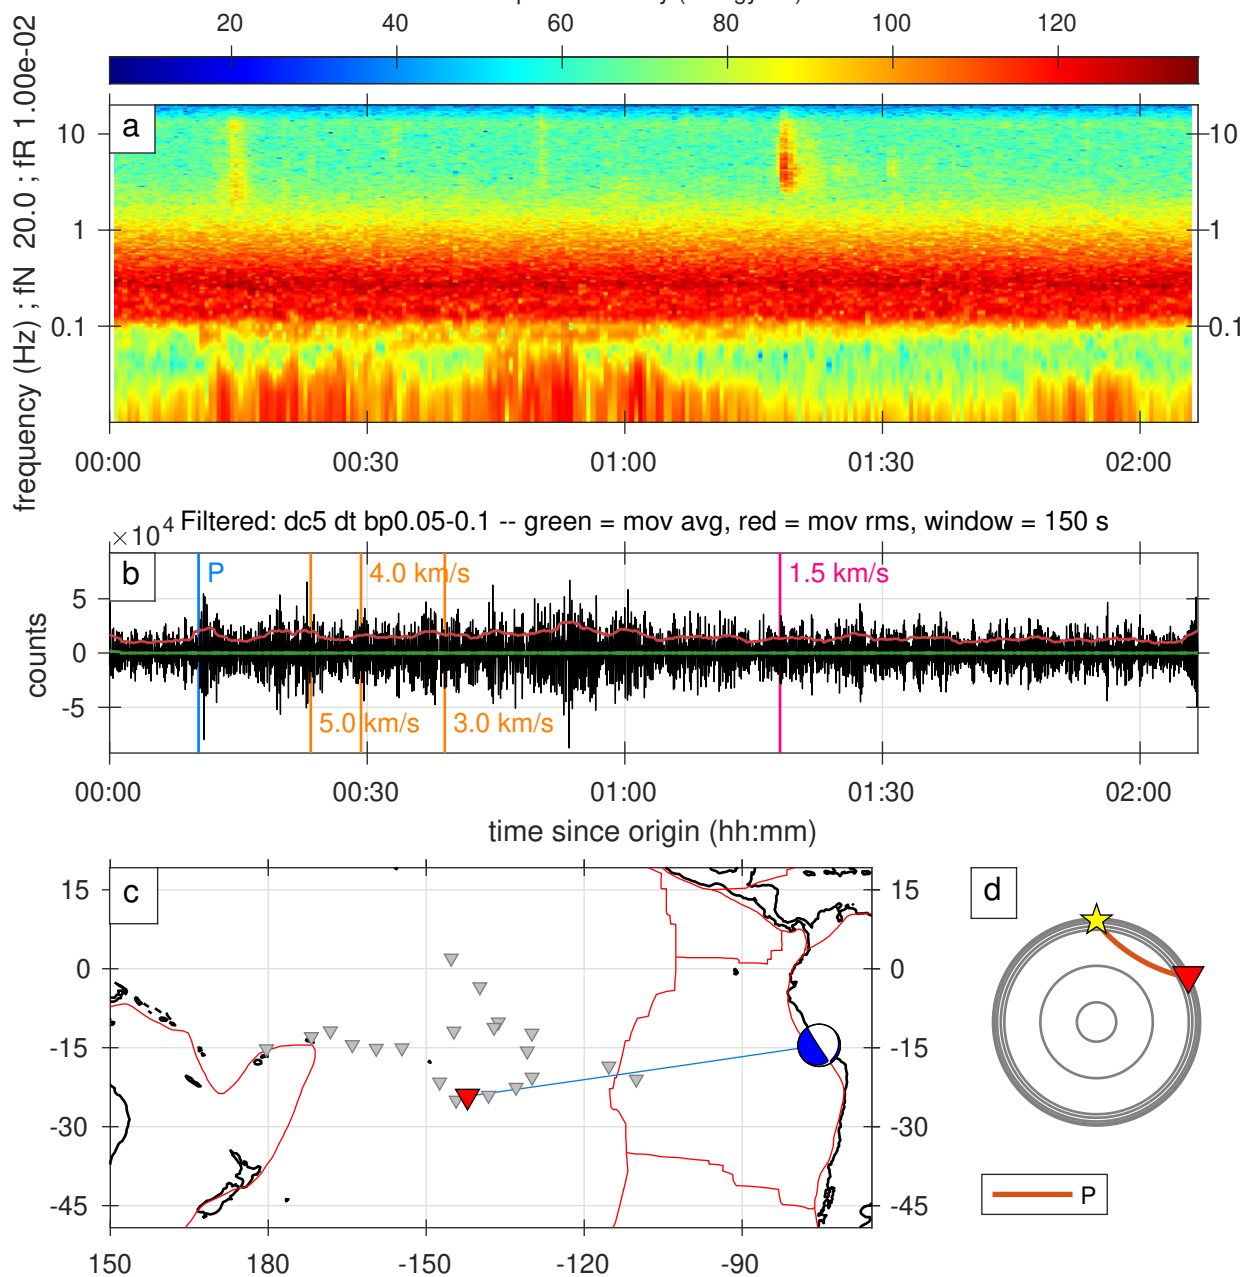 20 40 60 80 100 120
frequency (Hz) ; fN 20.0 ; fR 1.00e-02
a
10 10
1 1
0.1 0.1
00:00 00:30 01:00 01:30 02:00
×10⁴ Filtered: dc5 dt bp0.05-0.1 -- green = mov avg, red = mov rms, window = 150 s
b
P 4.0 km/s 1.5 km/s
counts
5
0
-5
5.0 km/s 3.0 km/s
00:00 00:30 01:00 01:30 02:00
time since origin (hh:mm)
c
d
15 15
0 0
-15 -15
-30 -30
-45 -45
150 180 -150 -120 -90
P